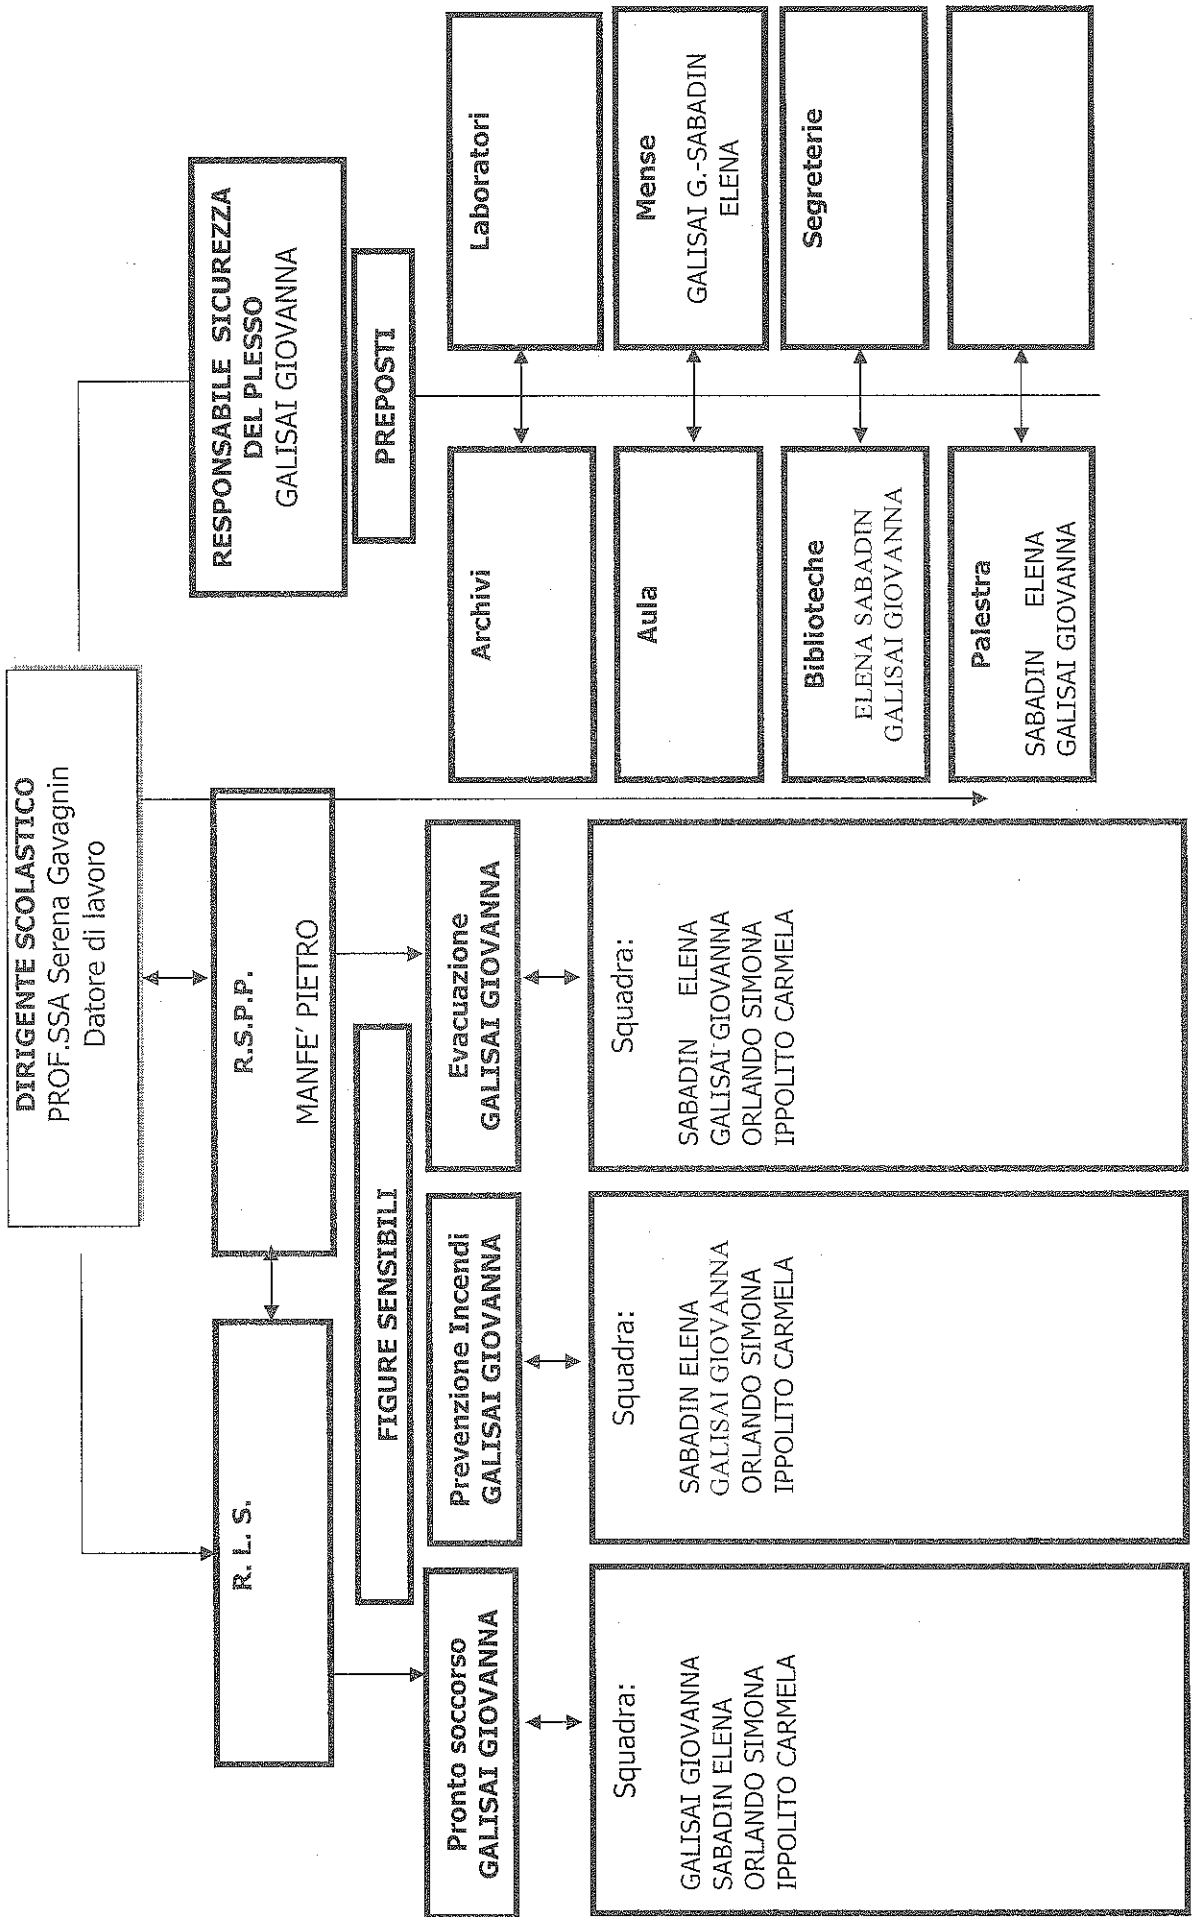 DIRIGENTE SCOLASTICO
PROF.SSA Serena Gavagnin
Datore di lavoro
R. L. S.
R.S.P.P.
MANFE' PIETRO
RESPONSABILE SICUREZZA
DEL PLESSO
GALISAI GIOVANNA
FIGURE SENSIBILI
PREPOSTI
Pronto soccorso
GALISAI GIOVANNA
Prevenzione Incendi
GALISAI GIOVANNA
Evacuazione
GALISAI GIOVANNA
Squadra:
GALISAI GIOVANNA
SABADIN ELENA
ORLANDO SIMONA
IPPOLITO CARMELA
Squadra:
SABADIN ELENA
GALISAI GIOVANNA
ORLANDO SIMONA
IPPOLITO CARMELA
Squadra:
SABADIN ELENA
GALISAI GIOVANNA
ORLANDO SIMONA
IPPOLITO CARMELA
Archivi
Laboratori
Aula
Mense
GALISAI G.-SABADIN
ELENA
Biblioteche
ELENA SABADIN
GALISAI GIOVANNA
Segreterie
Palestra
SABADIN ELENA
GALISAI GIOVANNA